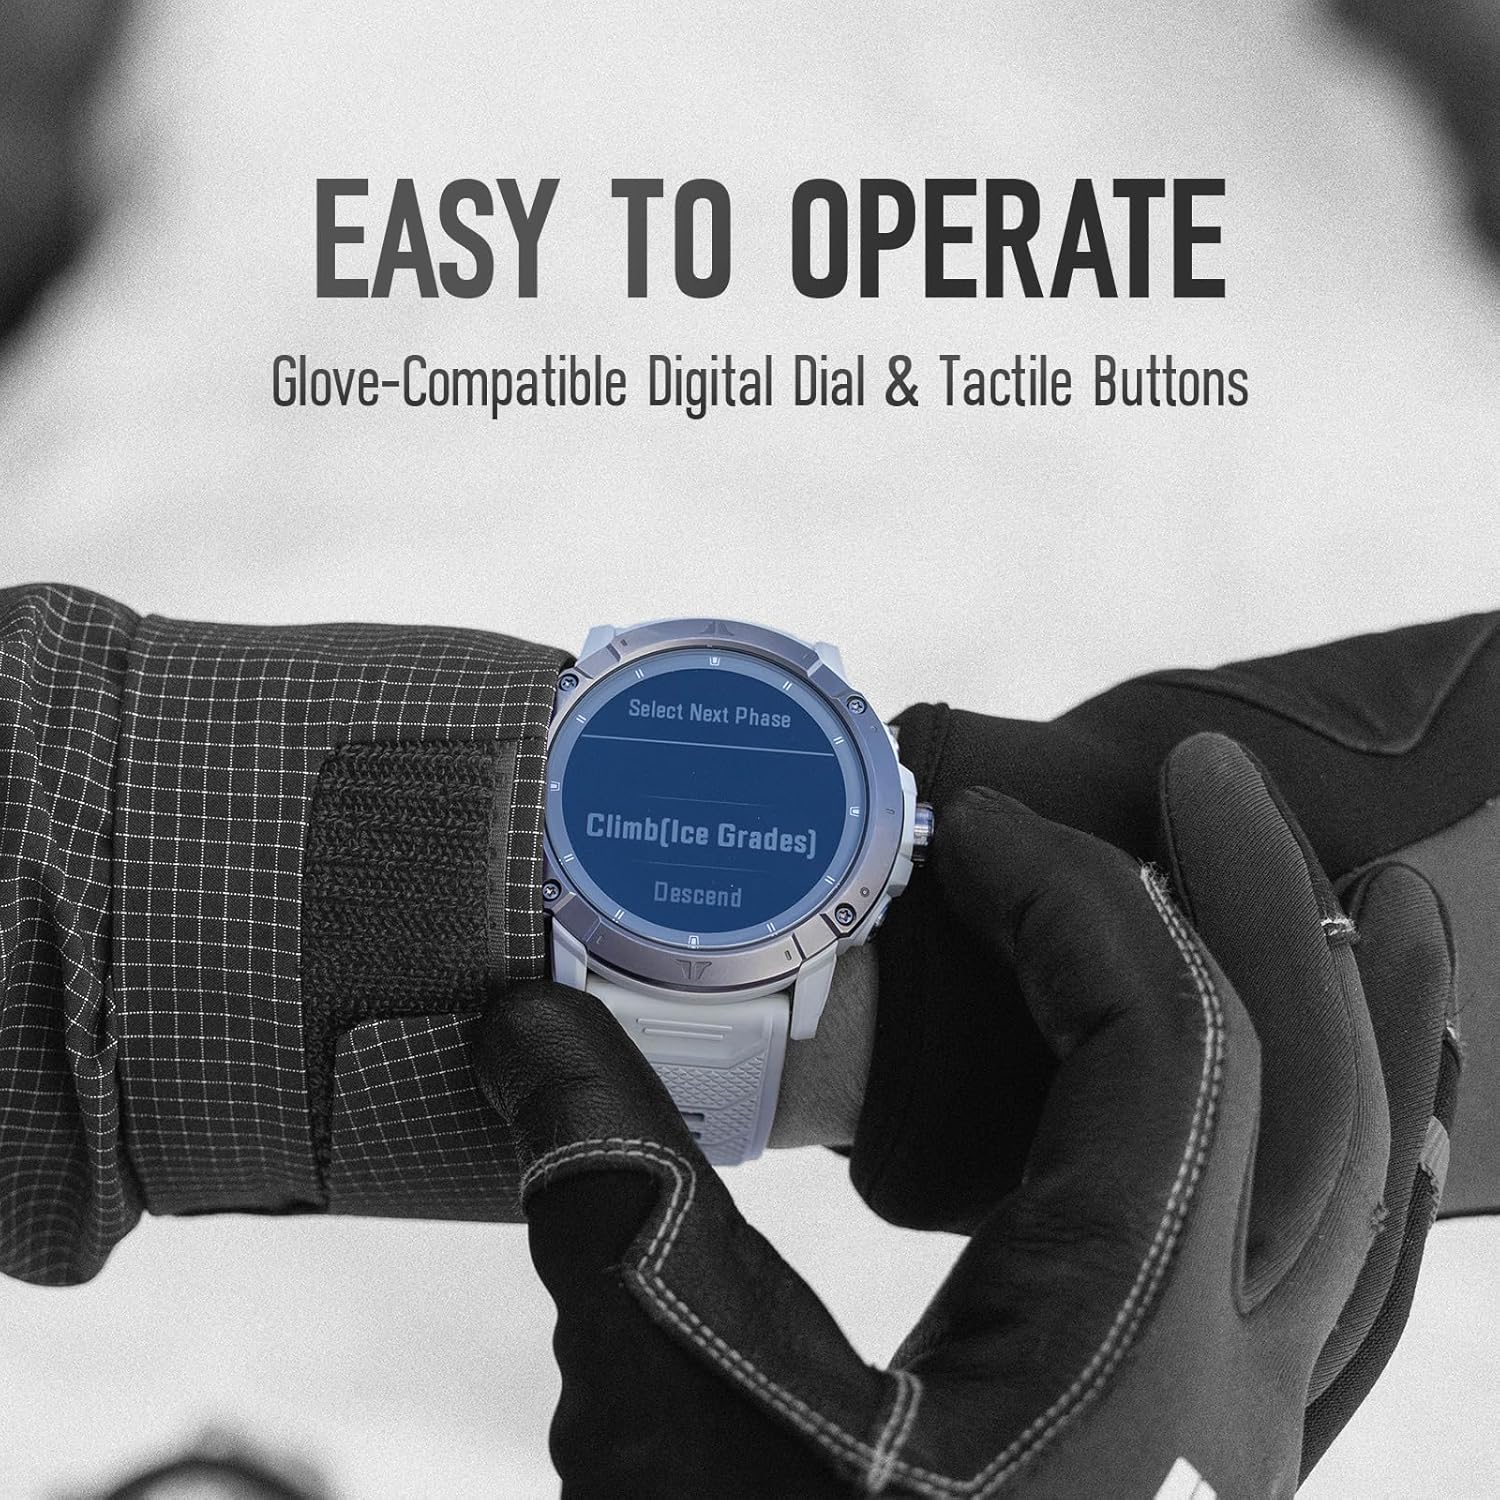 EASY TO OPERATE
Glove-Compatible Digital Dial & Tactile Buttons
Select Next Phase
Climb(Ice Grades)
Descend